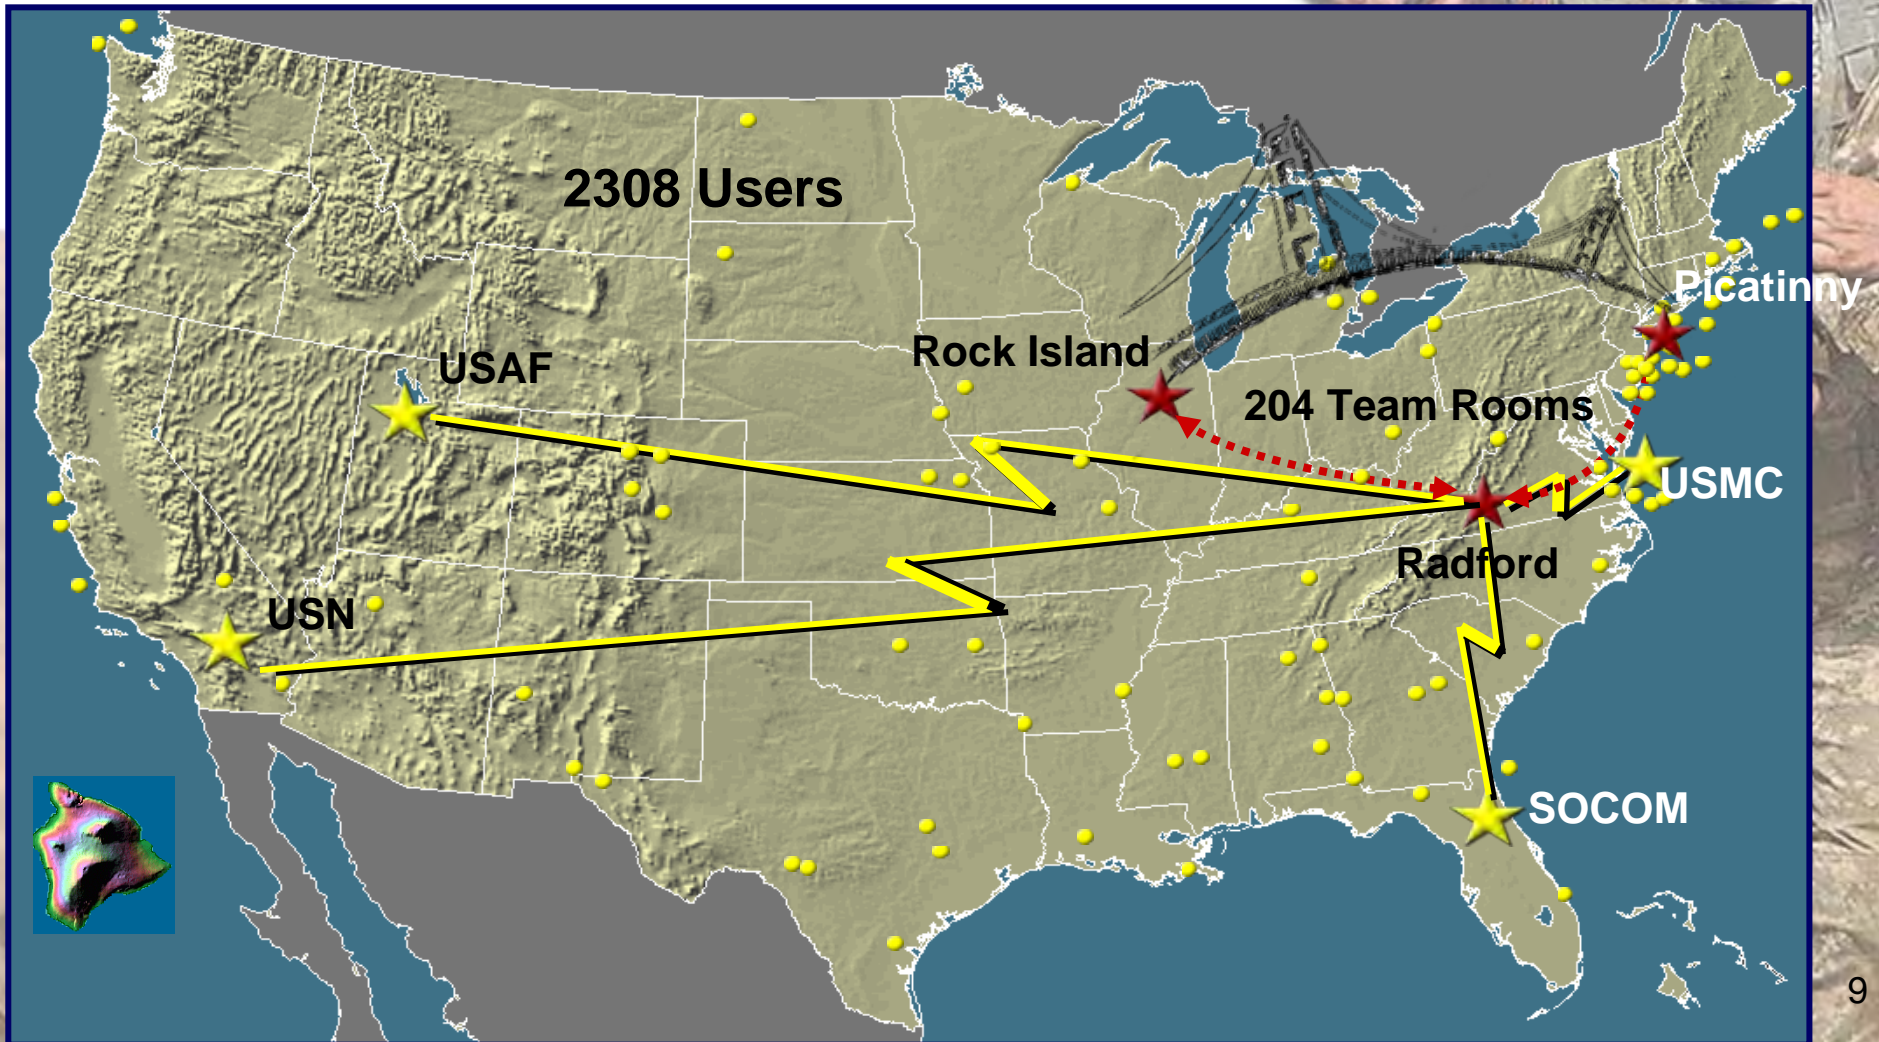 2308 Users
Picatinny
Rock Island
USAF
204 Team Rooms
USMC
Radford
USN
SOCOM
9